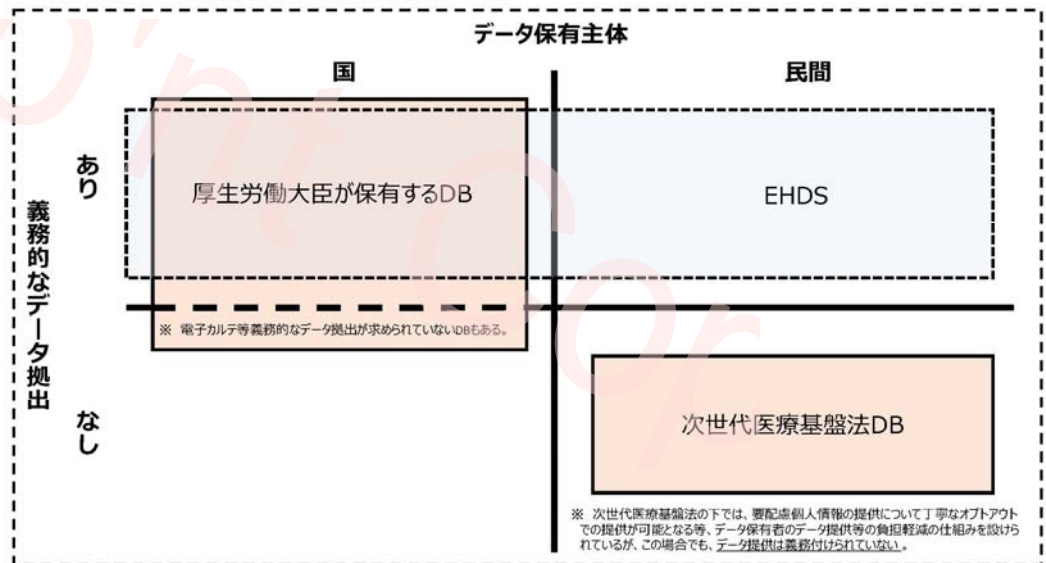 データ保有主体
国
民間
義務的なデータ拠出
あり
厚生労働大臣が保有するDB
EHDS
※ 電子カルテ等義務的なデータ拠出が求められていないDBもある。
なし
次世代医療基盤法DB
※ 次世代医療基盤法の下では、要配慮個人情報の提供について丁寧なオプトアウト
での提供が可能となる等、データ保有者のデータ提供等の負担軽減の仕組みを設けら
れているが、この場合でも、データ提供は義務付けられていない。